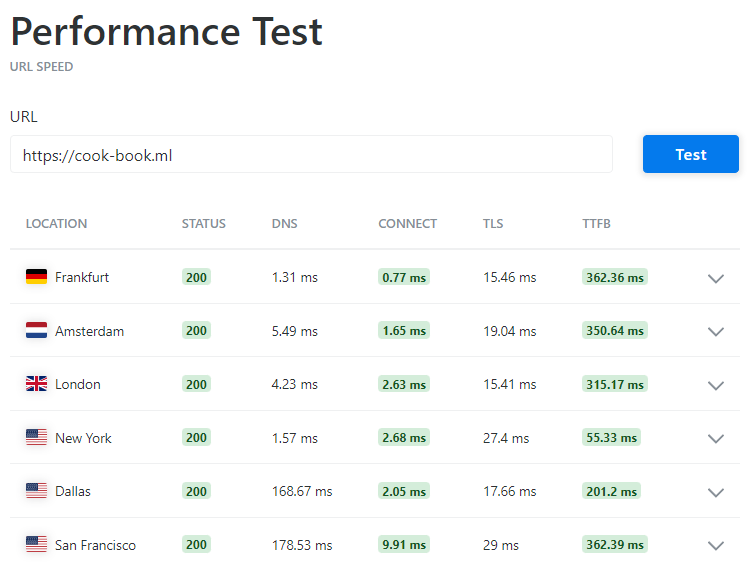 Performance Test
URL SPEED
URL
https://cook-book.ml
Test
LOCATION STATUS DNS CONNECT TLS TTFB
Frankfurt 200 1.31 ms 0.77 ms 15.46 ms 362.36 ms
Amsterdam 200 5.49 ms 1.65 ms 19.04 ms 350.64 ms
London 200 4.23 ms 2.63 ms 15.41 ms 315.17 ms
New York 200 1.57 ms 2.68 ms 27.4 ms 55.33 ms
Dallas 200 168.67 ms 2.05 ms 17.66 ms 201.2 ms
San Francisco 200 178.53 ms 9.91 ms 29 ms 362.39 ms